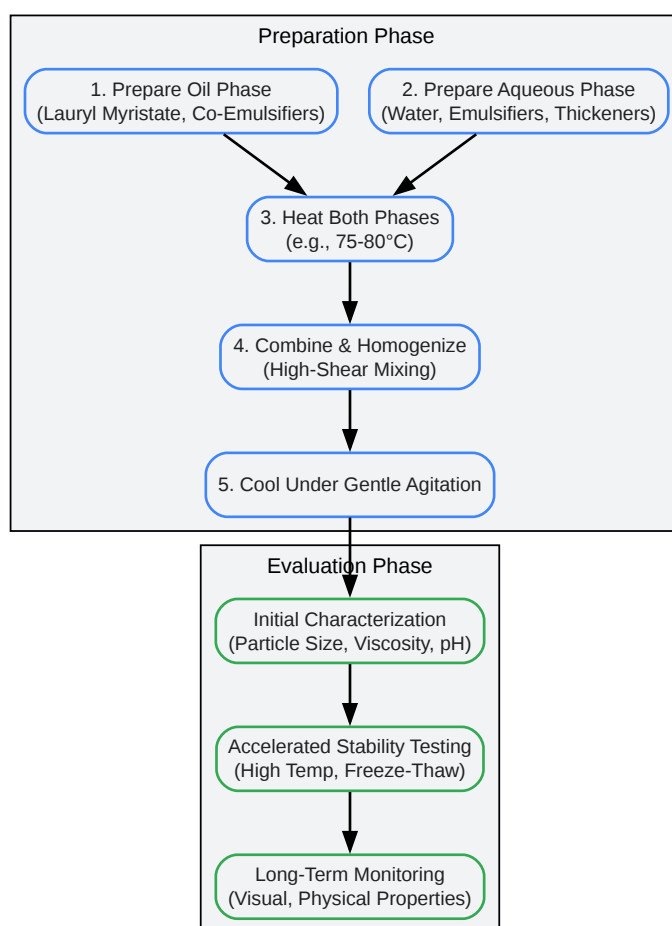 Preparation Phase
1. Prepare Oil Phase
(Lauryl Myristate, Co-Emulsifiers)
2. Prepare Aqueous Phase
(Water, Emulsifiers, Thickeners)
3. Heat Both Phases
(e.g., 75-80°C)
4. Combine & Homogenize
(High-Shear Mixing)
5. Cool Under Gentle Agitation
Evaluation Phase
Initial Characterization
(Particle Size, Viscosity, pH)
Accelerated Stability Testing
(High Temp, Freeze-Thaw)
Long-Term Monitoring
(Visual, Physical Properties)